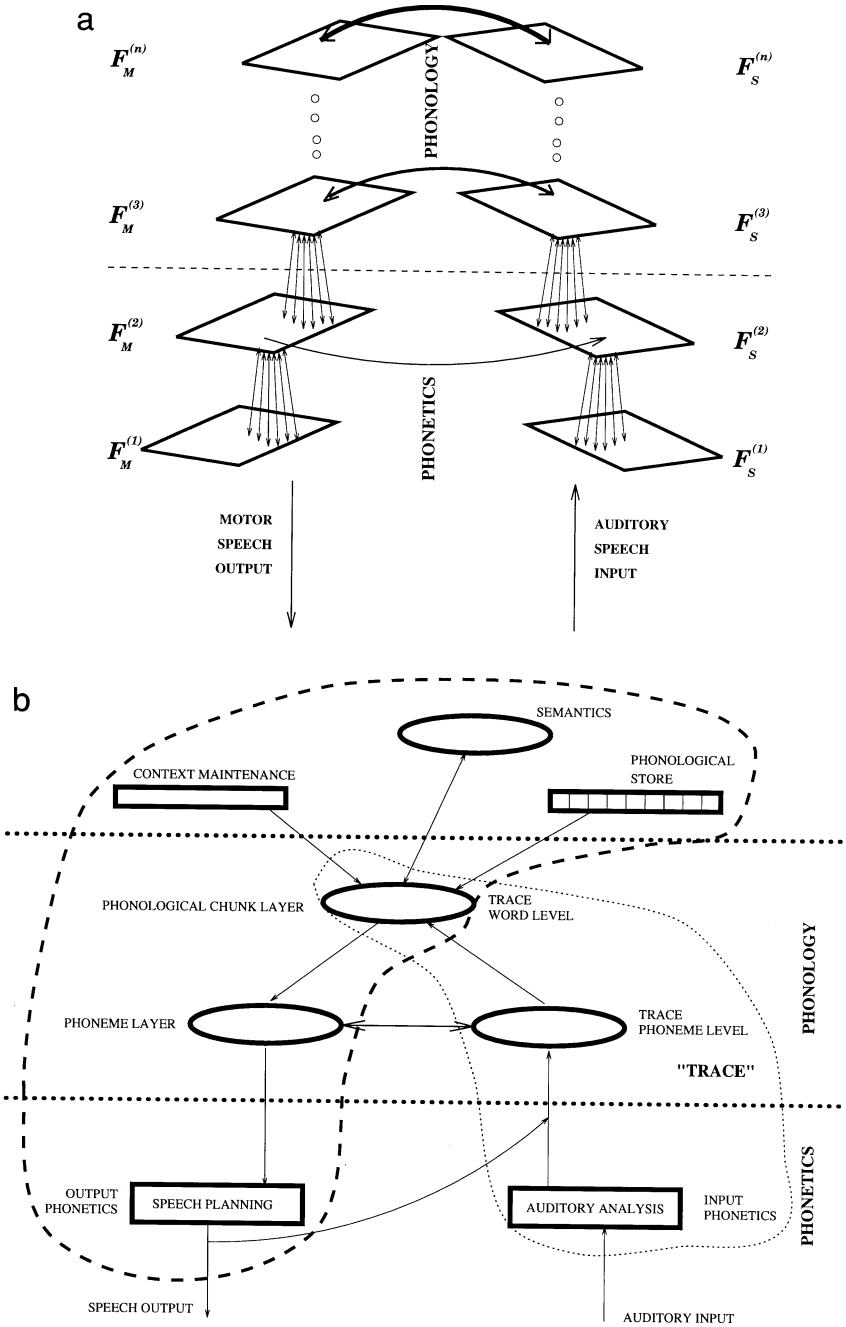 a
F_M^(n)
F_S^(n)
PHONOLOGY
F_M^(3)
F_S^(3)
F_M^(2)
F_S^(2)
PHONETICS
F_M^(1)
F_S^(1)
MOTOR
SPEECH
OUTPUT
AUDITORY
SPEECH
INPUT
b
SEMANTICS
CONTEXT MAINTENANCE
PHONOLOGICAL
STORE
PHONOLOGICAL CHUNK LAYER
TRACE
WORD LEVEL
PHONOLOGY
PHONEME LAYER
TRACE
PHONEME LEVEL
"TRACE"
PHONETICS
OUTPUT
PHONETICS
SPEECH PLANNING
AUDITORY ANALYSIS
INPUT
PHONETICS
SPEECH OUTPUT
AUDITORY INPUT